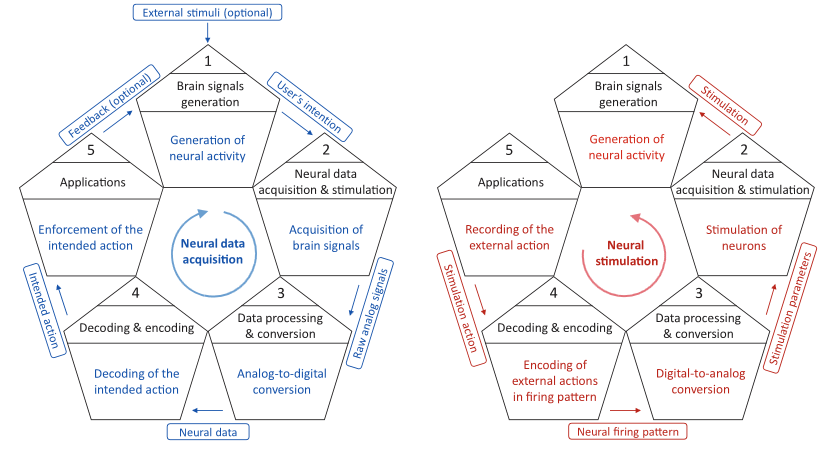 External stimuli (optional)
1
Brain signals
generation
Generation of
neural activity
Feedback (optional)
User's intention
5
Applications
Enforcement of the
intended action
2
Neural data
acquisition & stimulation
Acquisition of
brain signals
Neural data
acquisition
Intended action
Raw analog signals
4
Decoding & encoding
Decoding of the
intended action
3
Data processing
& conversion
Analog-to-digital
conversion
Neural data
1
Brain signals
generation
Generation of
neural activity
Stimulation
5
Applications
Recording of the
external action
2
Neural data
acquisition & stimulation
Stimulation of
neurons
Neural
stimulation
Stimulation action
Stimulation parameters
4
Decoding & encoding
Encoding of
external actions
in firing pattern
3
Data processing
& conversion
Digital-to-analog
conversion
Neural firing pattern